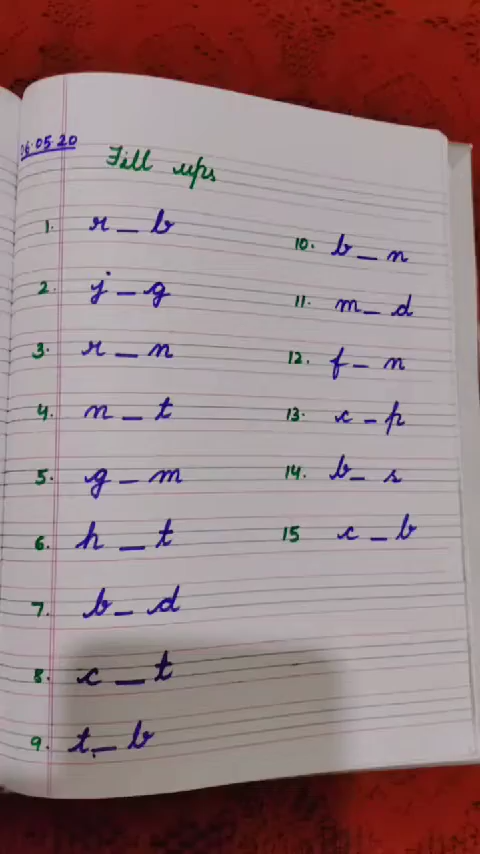 06.05.20
Fill ups
1. r _ b
2. j _ g
3. r _ n
4. n _ t
5. g _ m
6. h _ t
7. b _ d
8. c _ t
9. t _ b
10. b _ n
11. m _ d
12. f _ n
13. c _ p
14. b _ s
15 c _ b